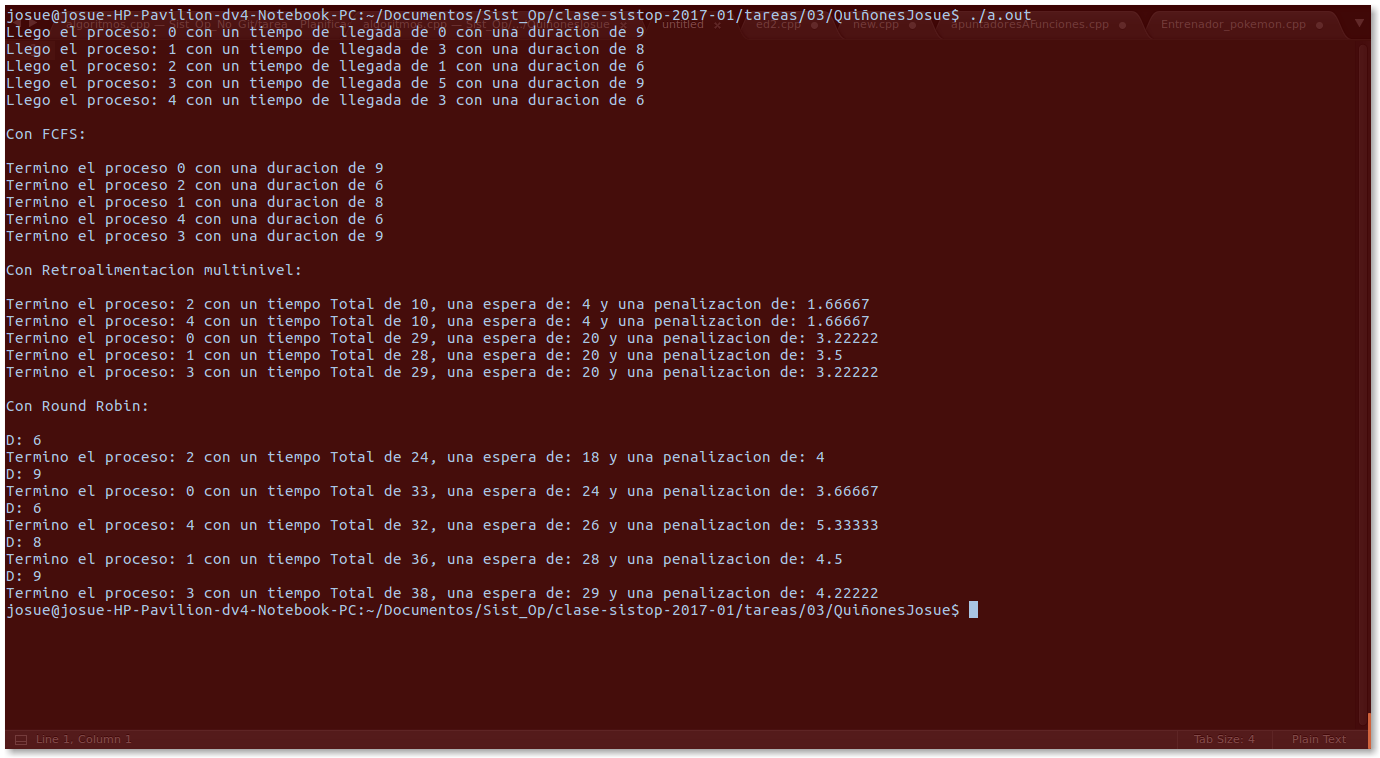 josue@josue-HP-Pavilion-dv4-Notebook-PC:~/Documentos/Sist_Op/clase-sistop-2017-01/tareas/03/QuiñonesJosue$ ./a.out
untitled ed2.cpp new.cpp apuntadoresAFunciones.cpp Entrenador_pokemon.cpp
Llego el proceso: 0 con un tiempo de llegada de 0 con una duracion de 9
Llego el proceso: 1 con un tiempo de llegada de 3 con una duracion de 8
Llego el proceso: 2 con un tiempo de llegada de 1 con una duracion de 6
Llego el proceso: 3 con un tiempo de llegada de 5 con una duracion de 9
Llego el proceso: 4 con un tiempo de llegada de 3 con una duracion de 6
Con FCFS:
Termino el proceso 0 con una duracion de 9
Termino el proceso 2 con una duracion de 6
Termino el proceso 1 con una duracion de 8
Termino el proceso 4 con una duracion de 6
Termino el proceso 3 con una duracion de 9
Con Retroalimentacion multinivel:
Termino el proceso: 2 con un tiempo Total de 10, una espera de: 4 y una penalizacion de: 1.66667
Termino el proceso: 4 con un tiempo Total de 10, una espera de: 4 y una penalizacion de: 1.66667
Termino el proceso: 0 con un tiempo Total de 29, una espera de: 20 y una penalizacion de: 3.22222
Termino el proceso: 1 con un tiempo Total de 28, una espera de: 20 y una penalizacion de: 3.5
Termino el proceso: 3 con un tiempo Total de 29, una espera de: 20 y una penalizacion de: 3.22222
Con Round Robin:
D: 6
Termino el proceso: 2 con un tiempo Total de 24, una espera de: 18 y una penalizacion de: 4
D: 9
Termino el proceso: 0 con un tiempo Total de 33, una espera de: 24 y una penalizacion de: 3.66667
D: 6
Termino el proceso: 4 con un tiempo Total de 32, una espera de: 26 y una penalizacion de: 5.33333
D: 8
Termino el proceso: 1 con un tiempo Total de 36, una espera de: 28 y una penalizacion de: 4.5
D: 9
Termino el proceso: 3 con un tiempo Total de 38, una espera de: 29 y una penalizacion de: 4.22222
josue@josue-HP-Pavilion-dv4-Notebook-PC:~/Documentos/Sist_Op/clase-sistop-2017-01/tareas/03/QuiñonesJosue$
Line 1, Column 1 Tab Size: 4 Plain Text